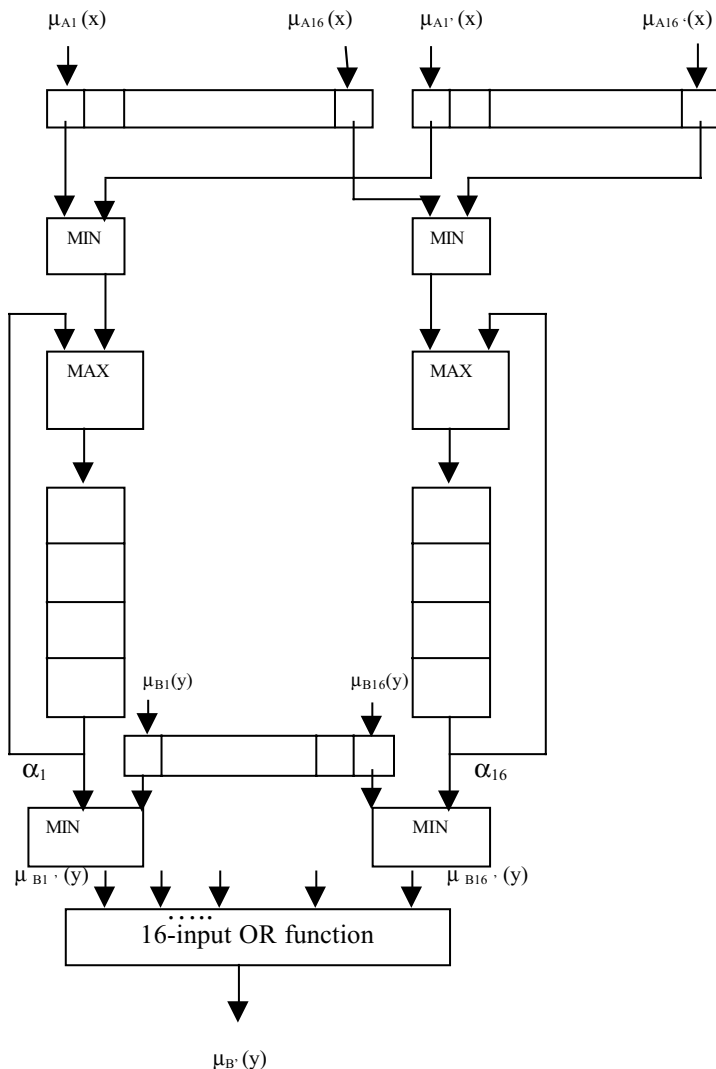 μA1 (x) μA16 (x) μA1’ (x) μA16 ‘(x)
MIN MIN
MAX MAX
μB1(y) μB16(y)
α1 α16
MIN MIN
μ B1’ ‘ (y) μ B16’ ‘ (y)
.....
16-input OR function
μB‘ (y)